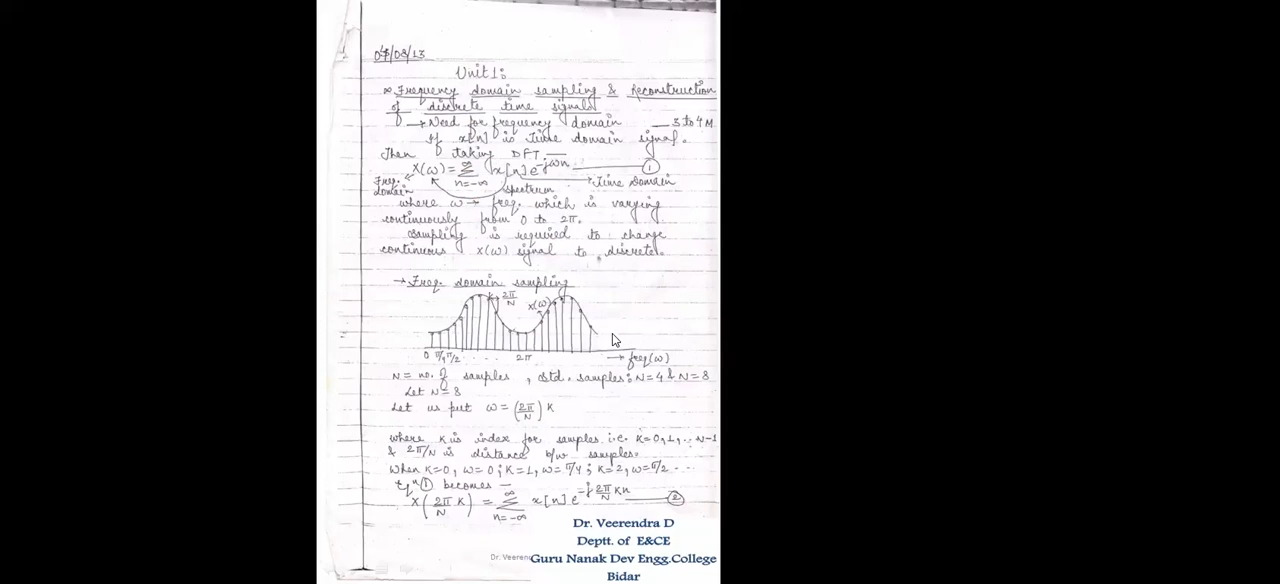 07/08/13
Unit 1:
∞ Frequency domain sampling & Reconstruction
of discrete time signals
→ Need for frequency domain — 3 to 4 M
If x[n] is Time domain signal.
Then taking DFT.
X(ω) = ∞ Σ n=-∞ x[n] e^-jωn — ①
Freq. domain spectrum → Time Domain
where ω → freq. which is varying
continuously from 0 to 2π.
Sampling is required to change
continuous x(ω) signal to discrete.
→ Freq. domain sampling
2π/N x(ω)
0 π/4 π/2 . . . . 2π → freq(ω)
N = no. of samples, Std. samples: N=4 & N=8
Let N=8
Let us put ω = (2π/N) K
where K is index for samples i.e. K=0,1,.. N-1
& 2π/N is distance b/w samples.
When K=0, ω=0; K=1, ω=π/4; K=2, ω=π/2 ...
Eqn ① becomes —
X(2π/N K) = ∞ Σ n=-∞ x[n] e^-j 2π/N Kn — ②
Dr. Veerendra D
Deptt. of E&CE
Dr. Veeren Guru Nanak Dev Engg.College
Bidar